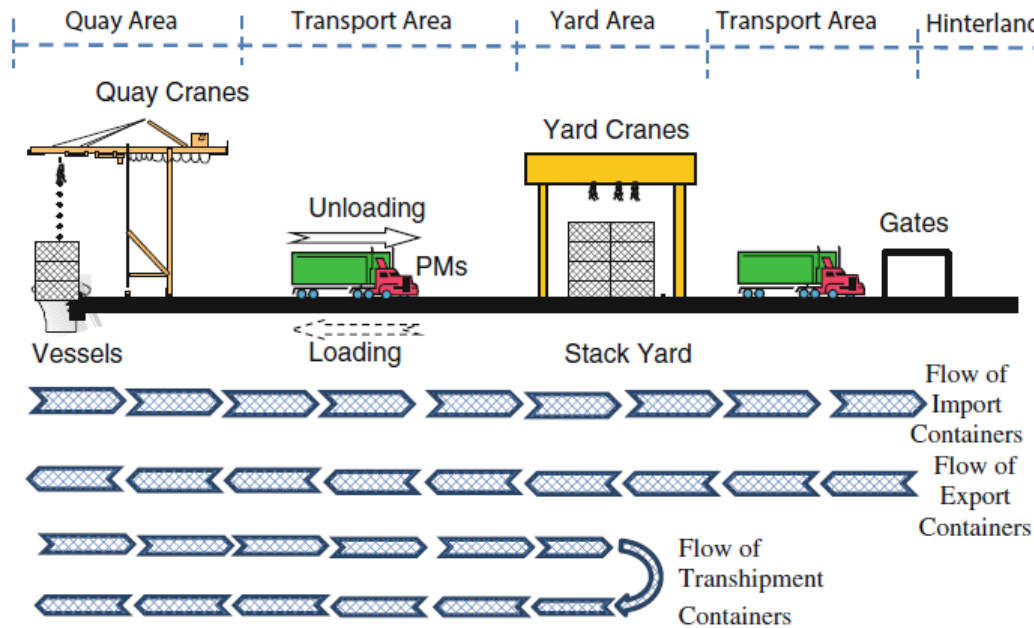 Quay Area
Transport Area
Yard Area
Transport Area
Hinterland
Quay Cranes
Yard Cranes
Unloading
Gates
PMs
Vessels
Loading
Stack Yard
Flow of
Import
Containers
Flow of
Export
Containers
Flow of
Transhipment
Containers